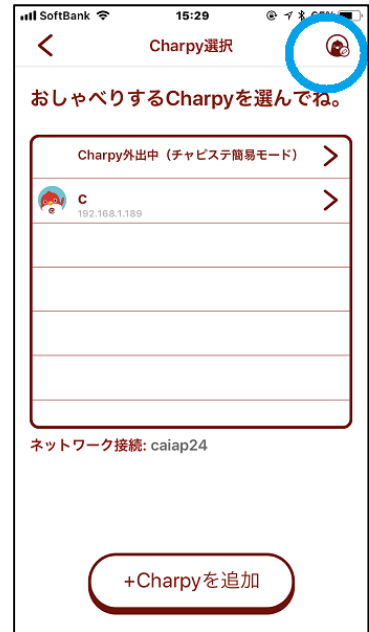 SoftBank 15:29 65%
Charpy選択
おしゃべりするCharpyを選んでね。
Charpy外出中（チャピステ簡易モード）
C
192.168.1.189
ネットワーク接続: caiap24
+Charpyを追加